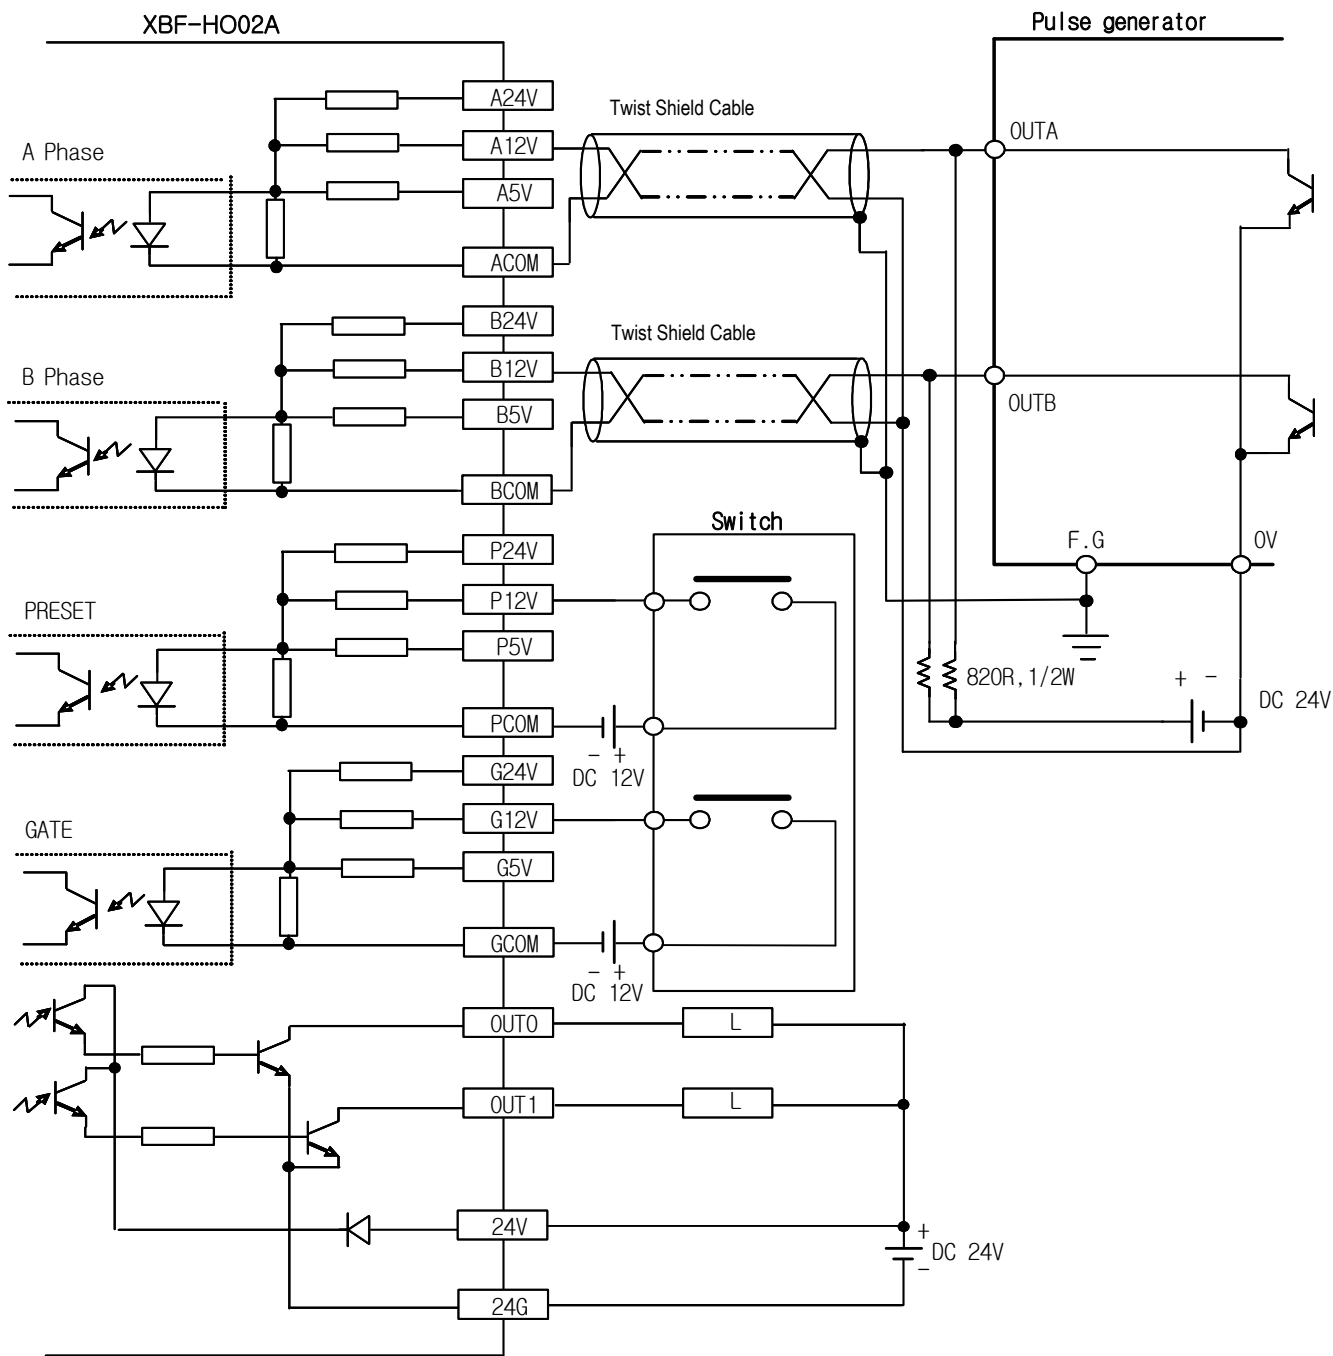 XBF-HO02A
Pulse generator
A24V
Twist Shield Cable
A12V
OUTA
A Phase
A5V
ACOM
B24V
Twist Shield Cable
B12V
B Phase
OUTB
B5V
BCOM
Switch
P24V
F.G
0V
P12V
PRESET
P5V
820R,1/2W
+ -
DC 24V
PCOM
- +
DC 12V
G24V
G12V
GATE
G5V
GCOM
- +
DC 12V
OUT0
L
OUT1
L
24V
+
DC 24V
-
24G